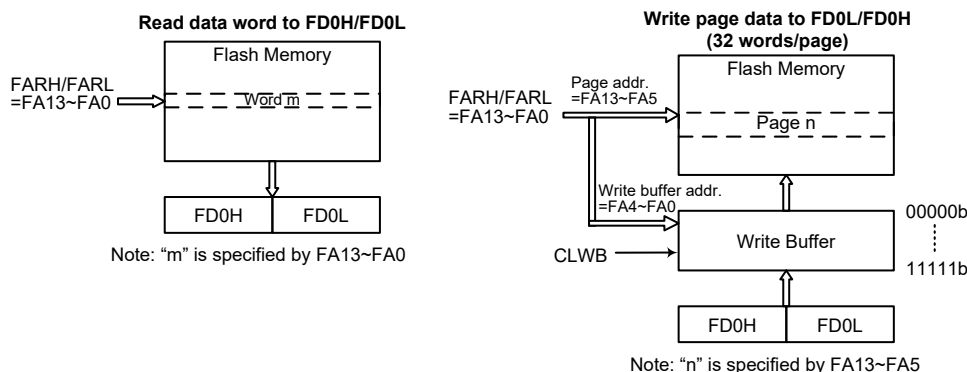 Read data word to FD0H/FD0L
Flash Memory
FARH/FARL
=FA13~FA0
Word m
FD0H
FD0L
Note: “m” is specified by FA13~FA0
Write page data to FD0L/FD0H
(32 words/page)
Flash Memory
Page addr.
=FA13~FA5
FARH/FARL
=FA13~FA0
Page n
Write buffer addr.
=FA4~FA0
Write Buffer
00000b
11111b
CLWB
FD0H
FD0L
Note: “n” is specified by FA13~FA5